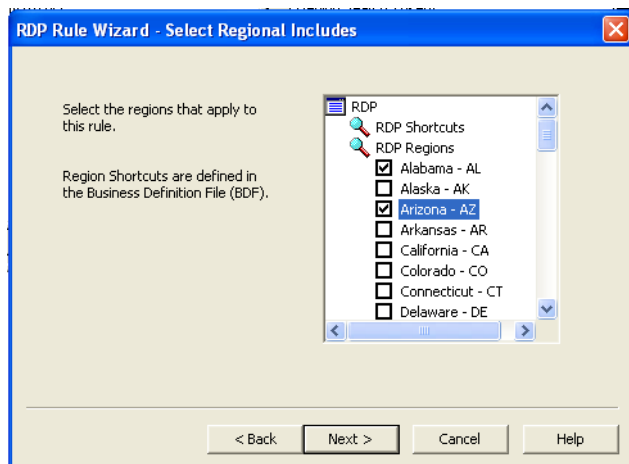 RDP Rule Wizard - Select Regional Includes
Select the regions that apply to
this rule.
Region Shortcuts are defined in
the Business Definition File (BDF).
RDP
RDP Shortcuts
RDP Regions
Alabama - AL
Alaska - AK
Arizona - AZ
Arkansas - AR
California - CA
Colorado - CO
Connecticut - CT
Delaware - DE
< Back
Next >
Cancel
Help